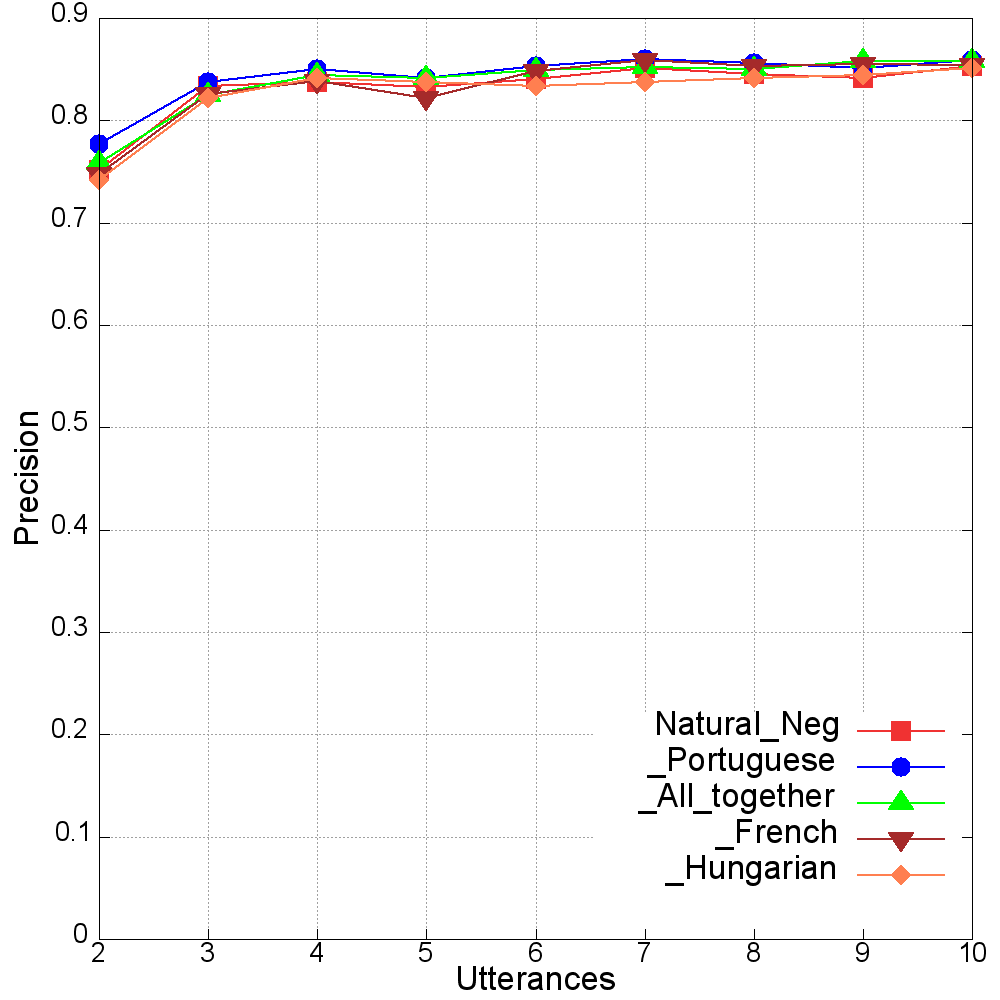 0.9
0.8
0.7
0.6
0.5
0.4
0.3
0.2
0.1
0
Precision
Natural_Neg
_Portuguese
_All_together
_French
_Hungarian
2 3 4 5 6 7 8 9 10
Utterances